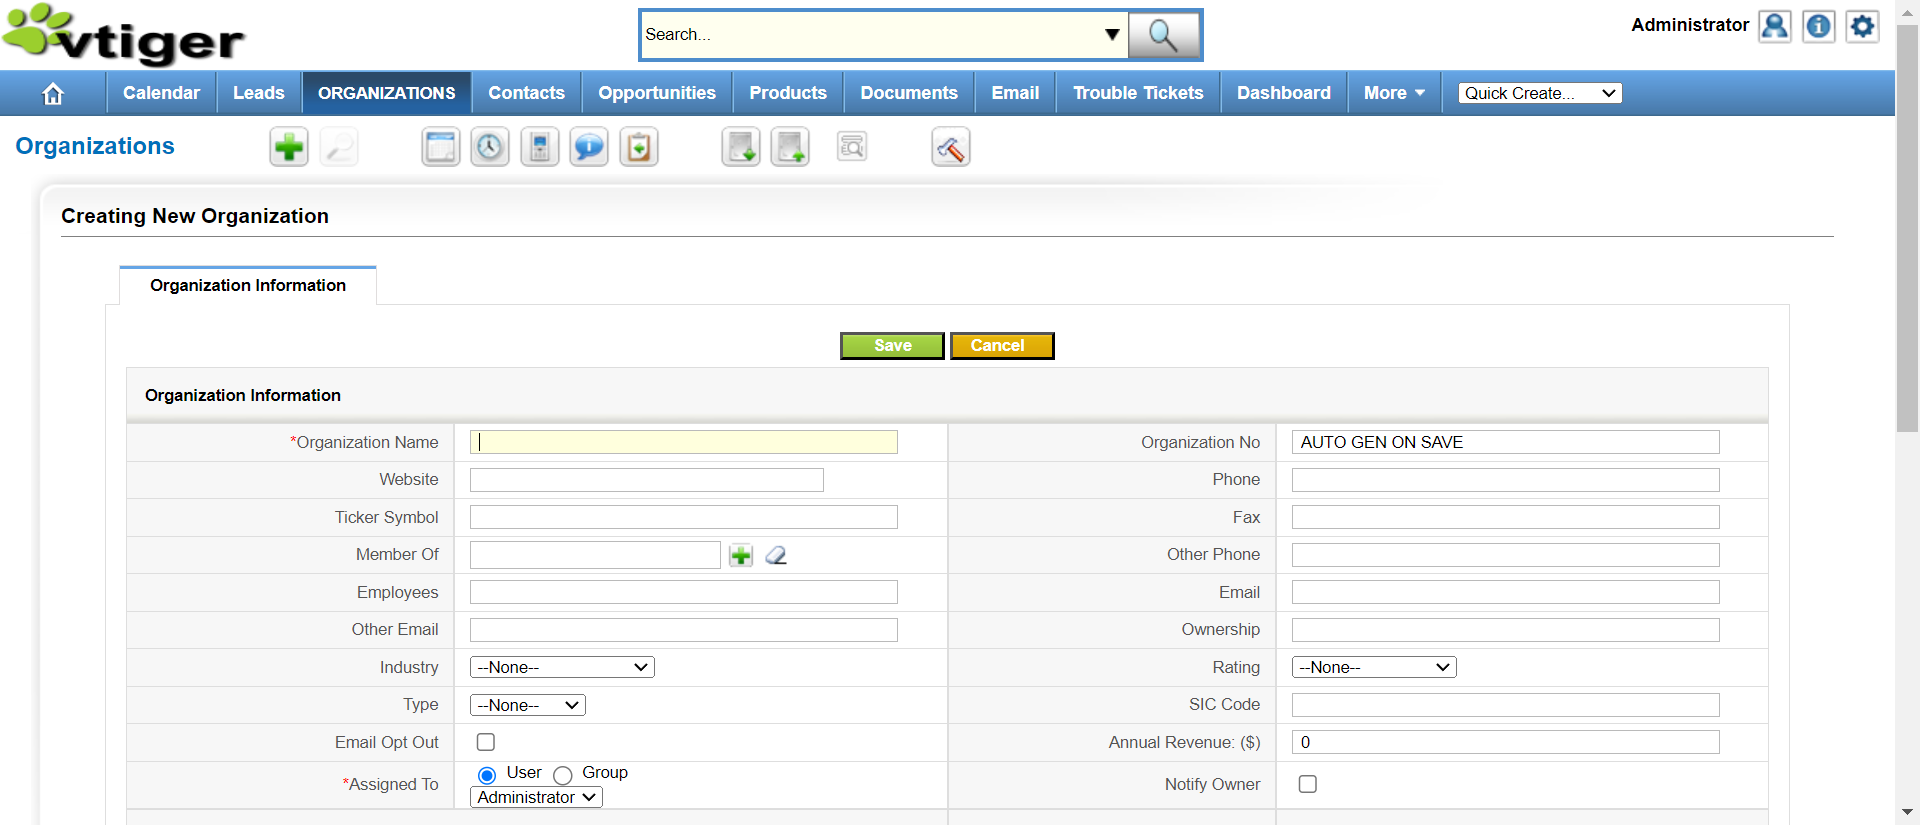 vtiger
Search...
Administrator
Calendar Leads ORGANIZATIONS Contacts Opportunities Products Documents Email Trouble Tickets Dashboard More Quick Create...
Organizations
Creating New Organization
Organization Information
Save Cancel
Organization Information
*Organization Name Organization No AUTO GEN ON SAVE
Website Phone
Ticker Symbol Fax
Member Of Other Phone
Employees Email
Other Email Ownership
Industry --None-- Rating --None--
Type --None-- SIC Code
Email Opt Out Annual Revenue: ($) 0
*Assigned To User Group Notify Owner
Administrator